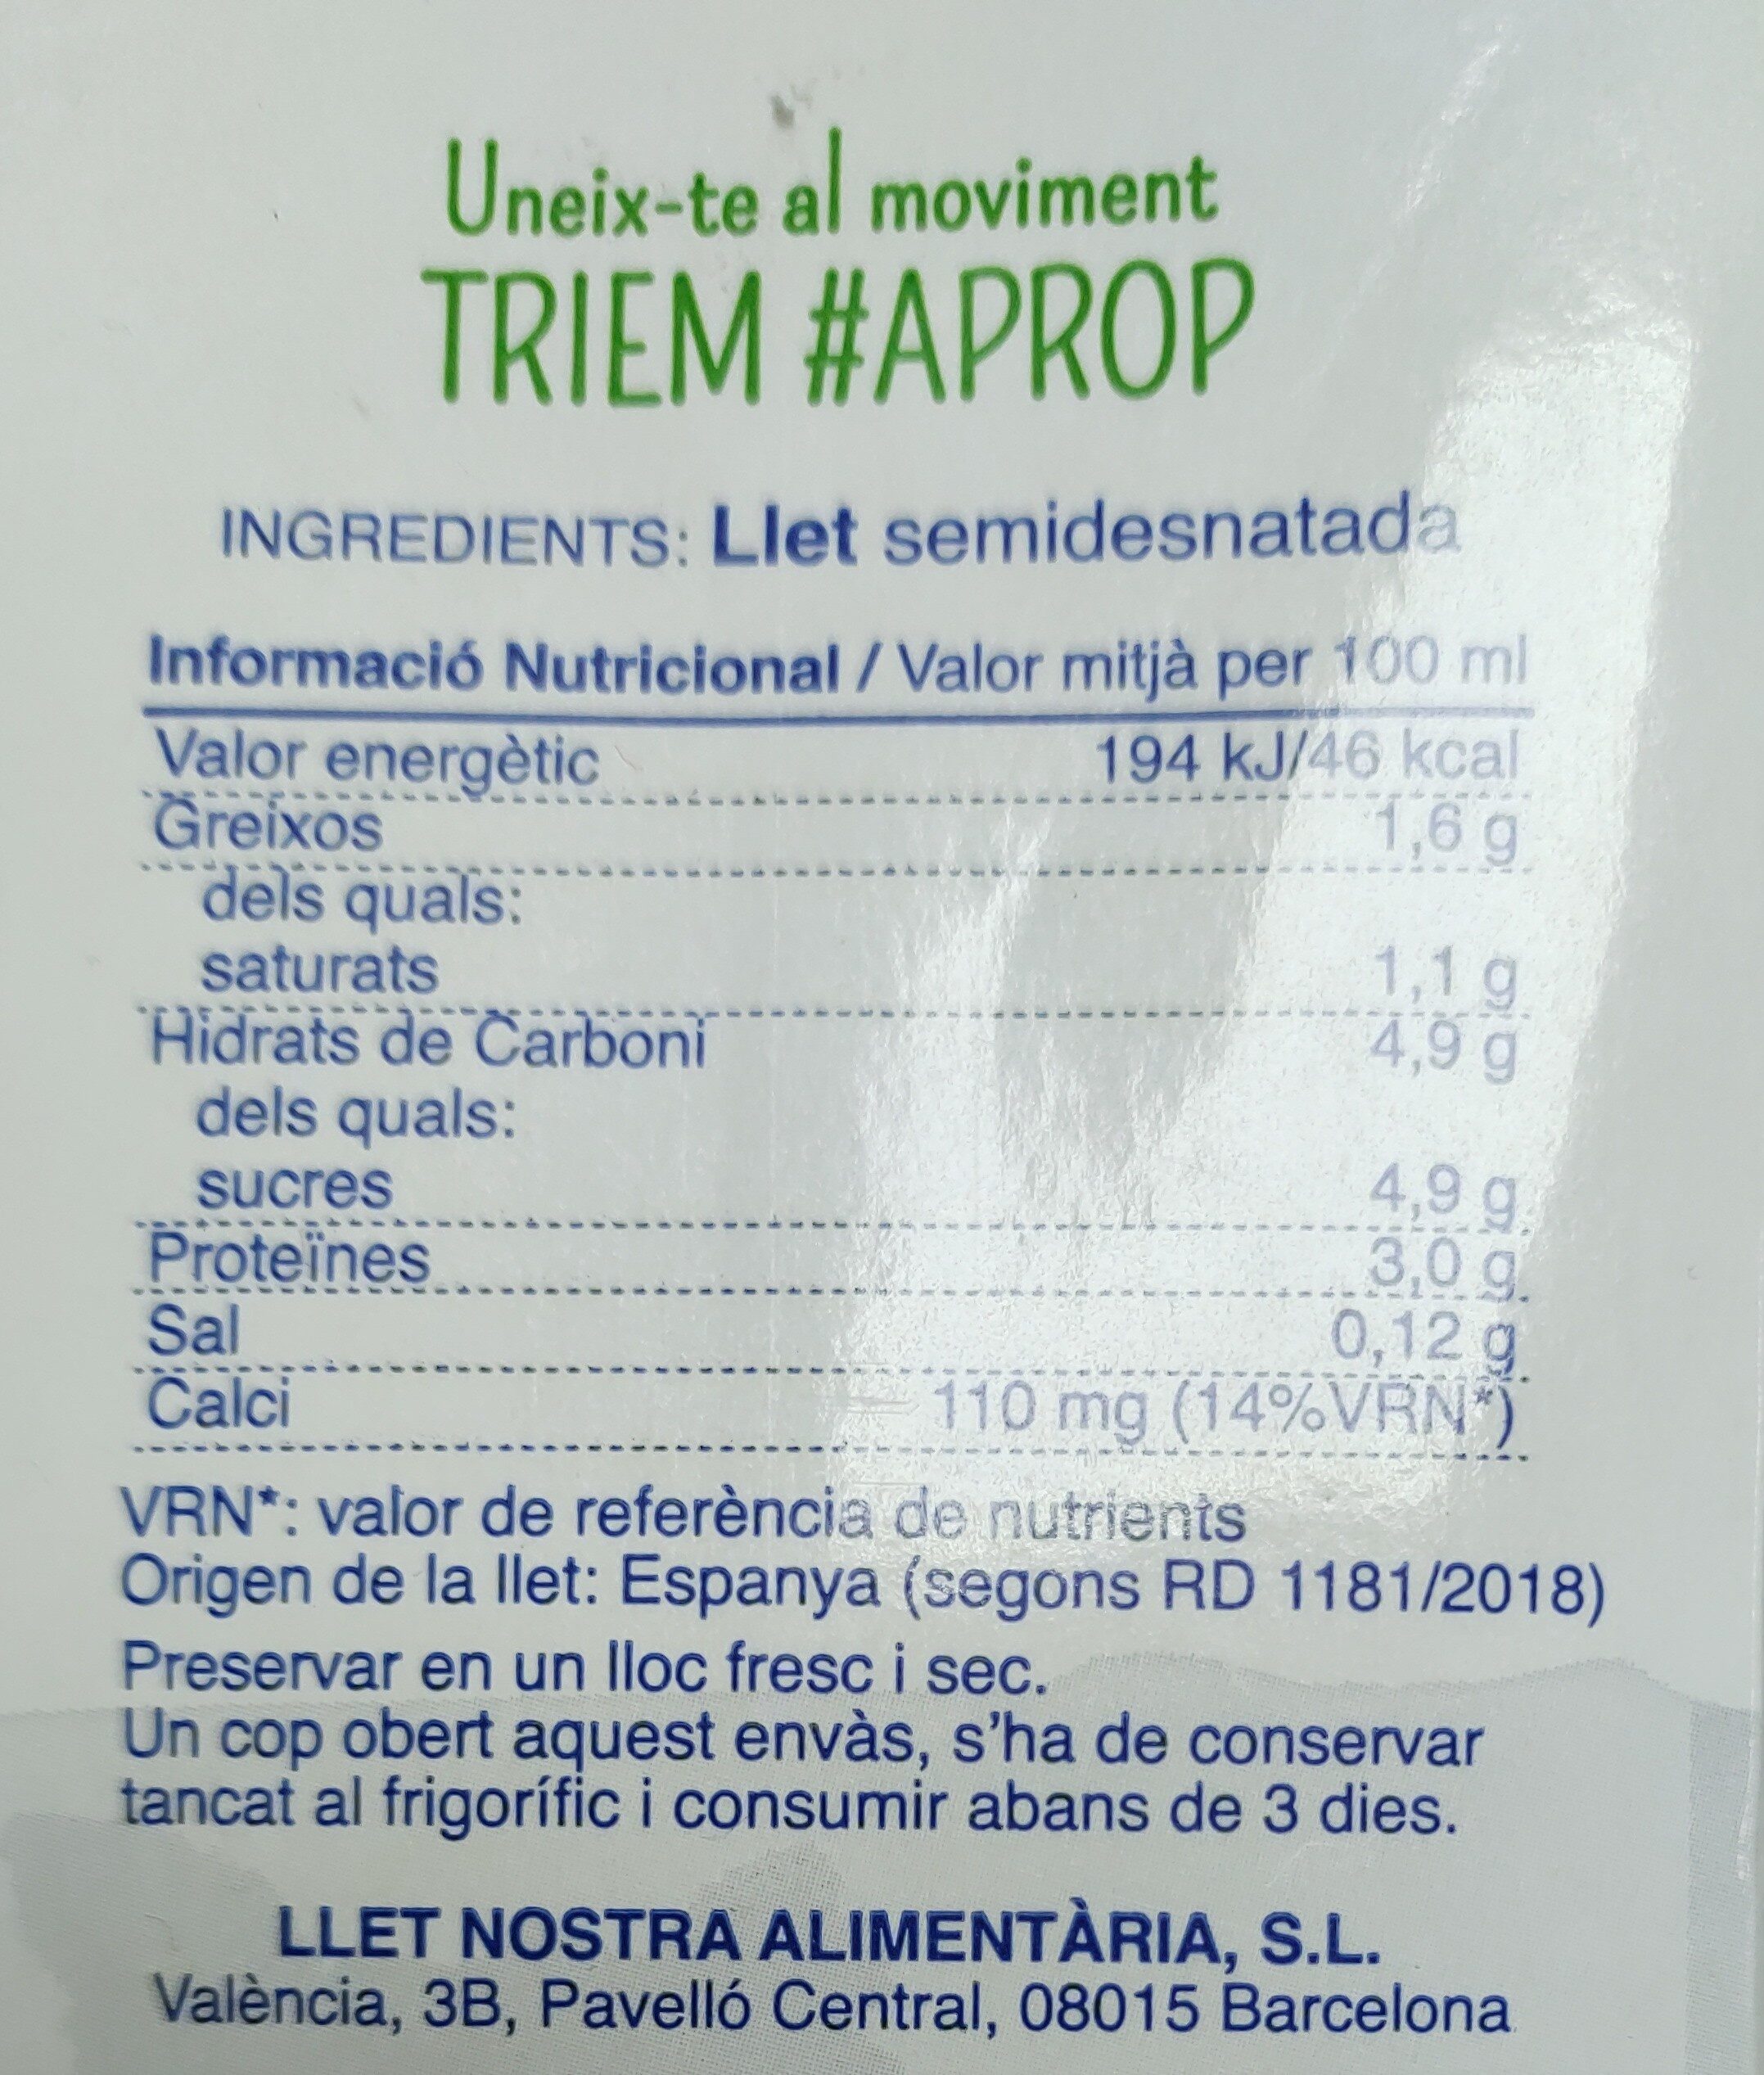 Uneix-te al moviment
TRIEM #APROP
INGREDIENTS: Llet semidesnatada
Informació Nutricional / Valor mitjà per 100 ml
Valor energètic 194 kJ/46 kcal
Greixos 1,6 g
dels quals:
saturats 1,1 g
Hidrats de Carboni 4,9 g
dels quals:
sucres 4,9 g
Proteïnes 3,0 g
Sal 0,12 g
Calci 110 mg (14%VRN*)
VRN*: valor de referència de nutrients
Origen de la llet: Espanya (segons RD 1181/2018)
Preservar en un lloc fresc i sec.
Un cop obert aquest envàs, s'ha de conservar
tancat al frigorífic i consumir abans de 3 dies.
LLET NOSTRA ALIMENTÀRIA, S.L.
València, 3B, Pavelló Central, 08015 Barcelona